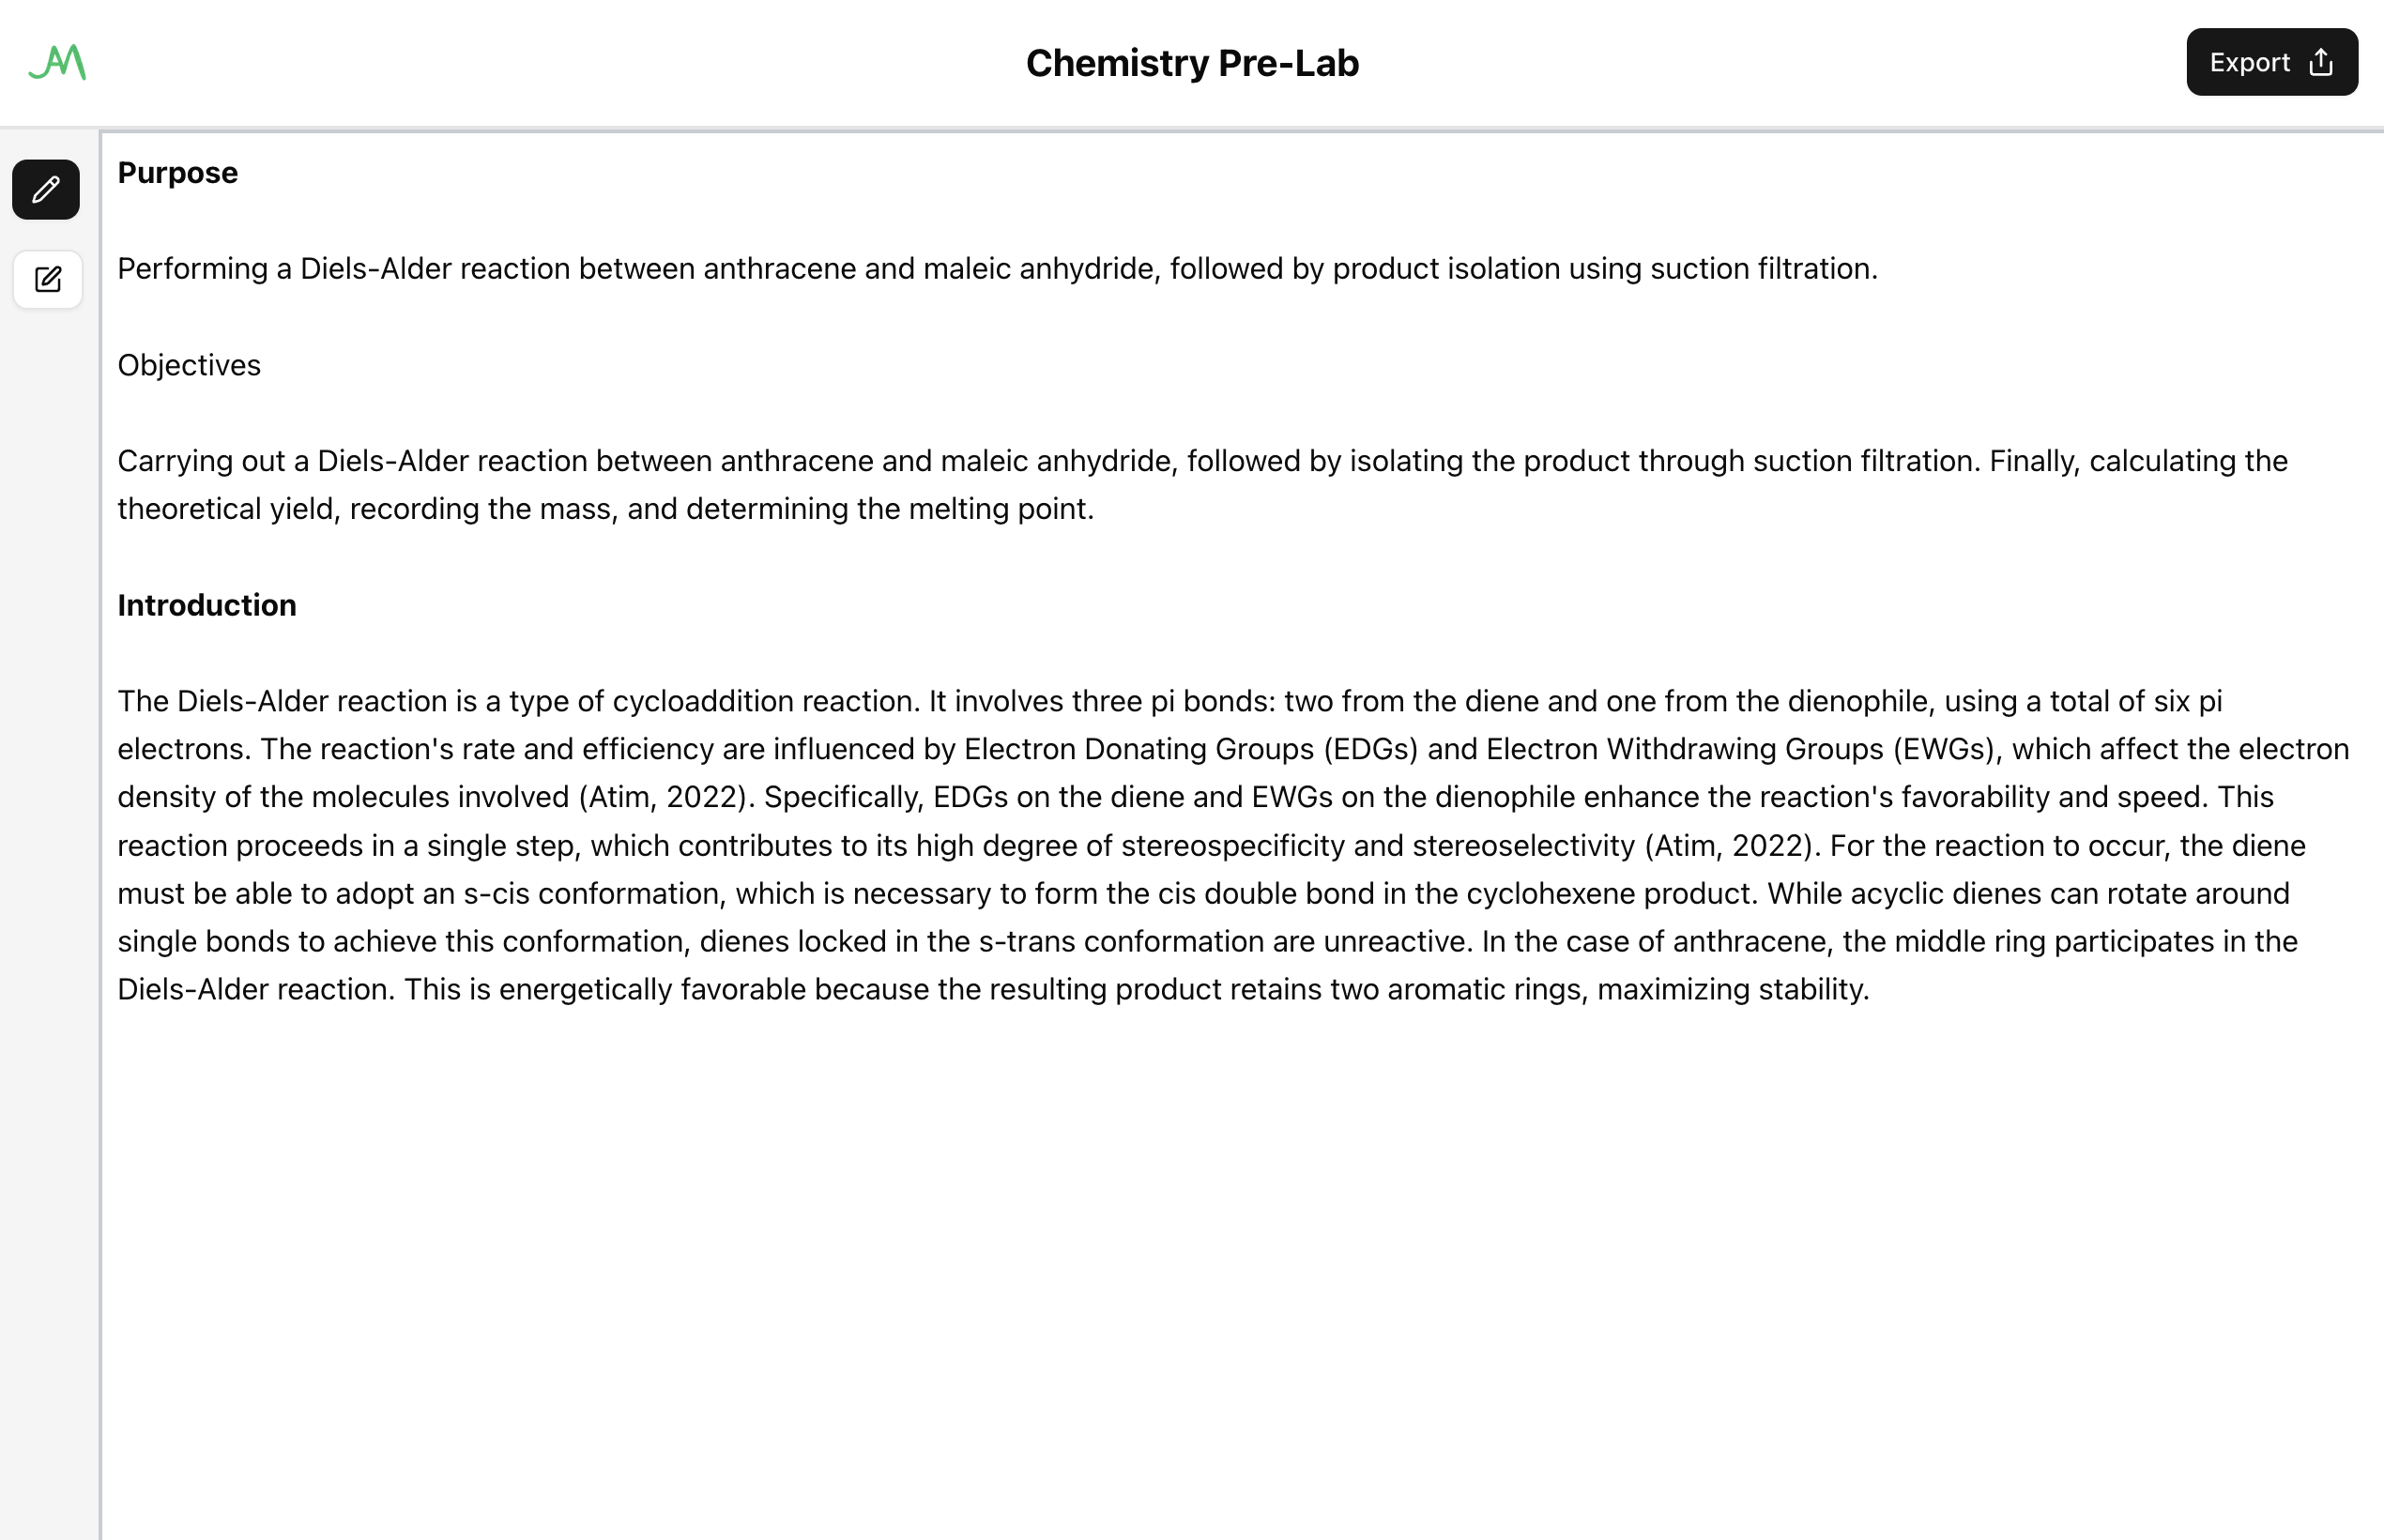 Chemistry Pre-Lab
Export
Purpose
Performing a Diels-Alder reaction between anthracene and maleic anhydride, followed by product isolation using suction filtration.
Objectives
Carrying out a Diels-Alder reaction between anthracene and maleic anhydride, followed by isolating the product through suction filtration. Finally, calculating the
theoretical yield, recording the mass, and determining the melting point.
Introduction
The Diels-Alder reaction is a type of cycloaddition reaction. It involves three pi bonds: two from the diene and one from the dienophile, using a total of six pi
electrons. The reaction's rate and efficiency are influenced by Electron Donating Groups (EDGs) and Electron Withdrawing Groups (EWGs), which affect the electron
density of the molecules involved (Atim, 2022). Specifically, EDGs on the diene and EWGs on the dienophile enhance the reaction's favorability and speed. This
reaction proceeds in a single step, which contributes to its high degree of stereospecificity and stereoselectivity (Atim, 2022). For the reaction to occur, the diene
must be able to adopt an s-cis conformation, which is necessary to form the cis double bond in the cyclohexene product. While acyclic dienes can rotate around
single bonds to achieve this conformation, dienes locked in the s-trans conformation are unreactive. In the case of anthracene, the middle ring participates in the
Diels-Alder reaction. This is energetically favorable because the resulting product retains two aromatic rings, maximizing stability.